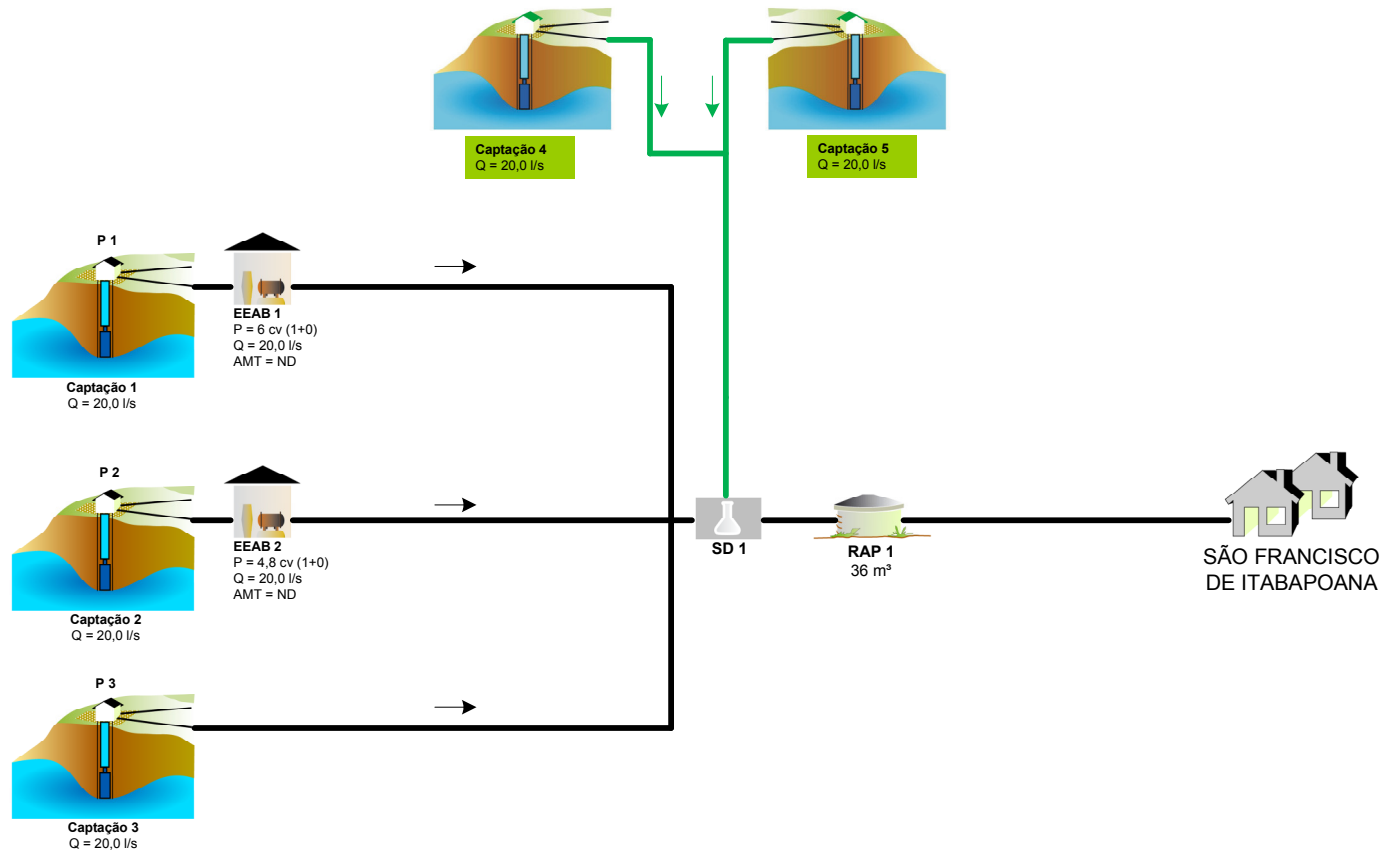 Captação 4
Q = 20,0 l/s
Captação 5
Q = 20,0 l/s
P 1
EEAB 1
P = 6 cv (1+0)
Q = 20,0 l/s
AMT = ND
Captação 1
Q = 20,0 l/s
P 2
EEAB 2
P = 4,8 cv (1+0)
Q = 20,0 l/s
AMT = ND
Captação 2
Q = 20,0 l/s
SD 1
RAP 1
36 m³
SÃO FRANCISCO
DE ITABAPOANA
P 3
Captação 3
Q = 20,0 l/s